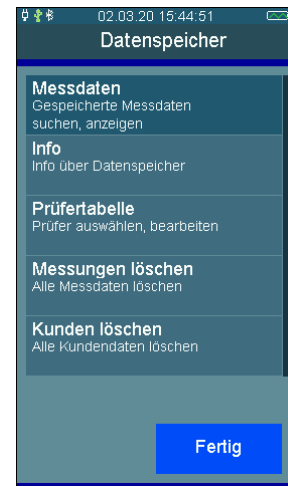 02.03.20 15:44:51
Datenspeicher
Messdaten
Gespeicherte Messdaten
suchen, anzeigen
Info
Info über Datenspeicher
Prüfertabelle
Prüfer auswählen, bearbeiten
Messungen löschen
Alle Messdaten löschen
Kunden löschen
Alle Kundendaten löschen
Fertig